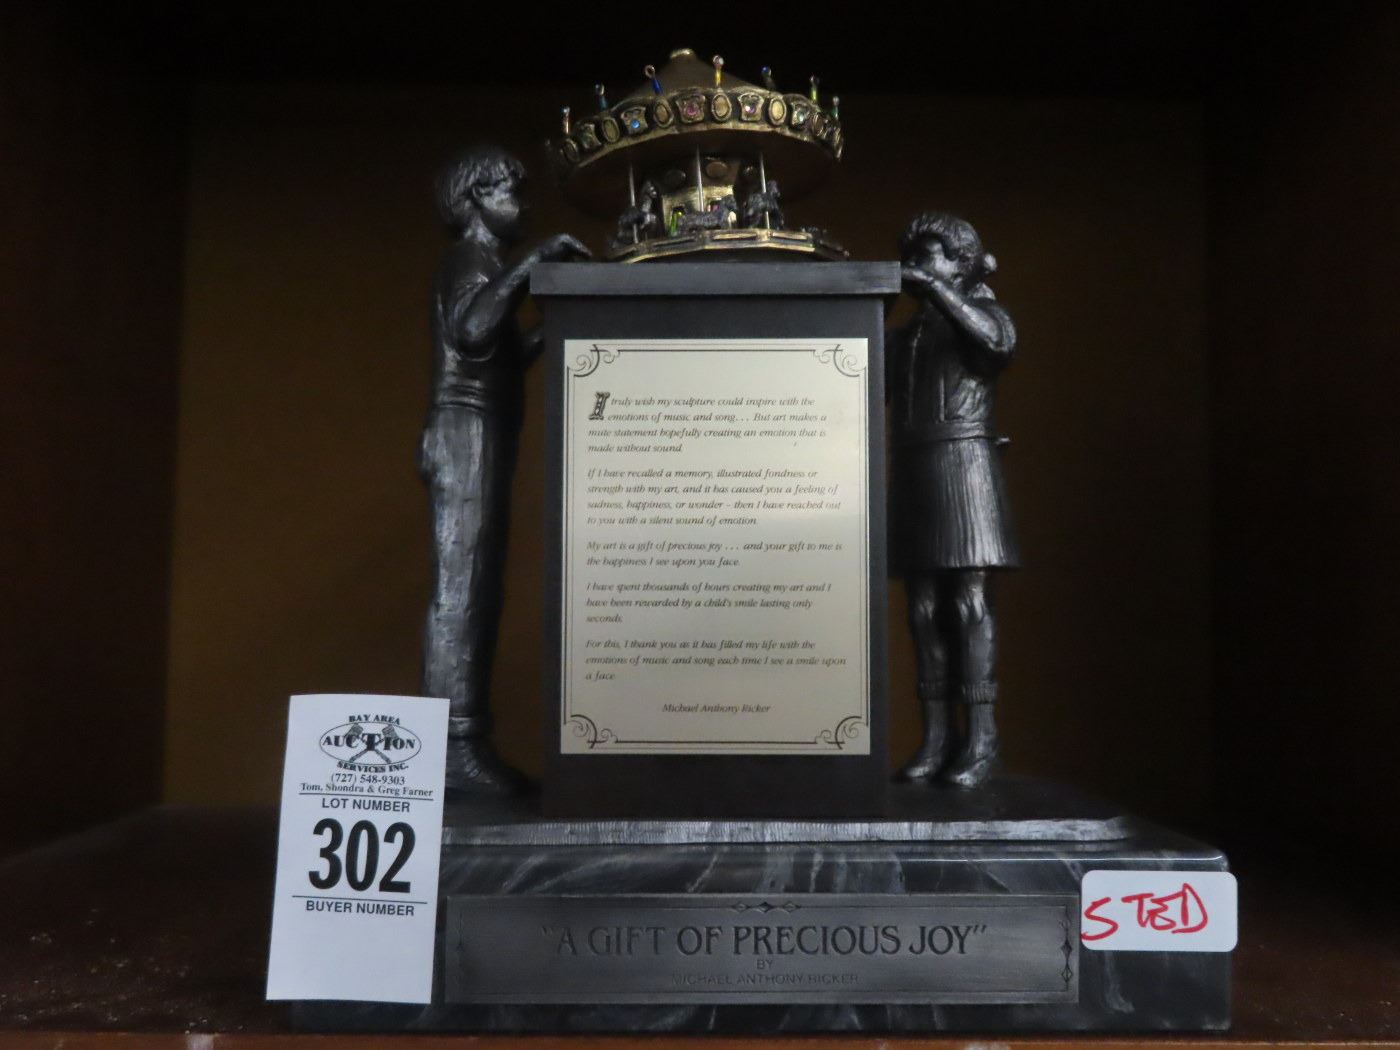 I truly wish my sculpture could inspire with the
emotions of music and song. . . But art makes a
mute statement hopefully creating an emotion that is
made without sound.
If I have recalled a memory, illustrated fondness or
strength with my art, and it has caused you a feeling of
sadness, happiness, or wonder – then I have reached out
to you with a silent sound of emotion.
My art is a gift of precious joy . . . and your gift to me is
the happiness I see upon you face.
I have spent thousands of hours creating my art and I
have been rewarded by a child's smile lasting only
seconds.
For this, I thank you as it has filled my life with the
emotions of music and song each time I see a smile upon
a face
Michael Anthony Ricker
BAY AREA
AUCTION
SERVICES INC.
(727) 548-9303
Tom, Shondra & Greg Farner
LOT NUMBER
302
BUYER NUMBER
"A GIFT OF PRECIOUS JOY"
BY
MICHAEL ANTHONY RICKER
STED